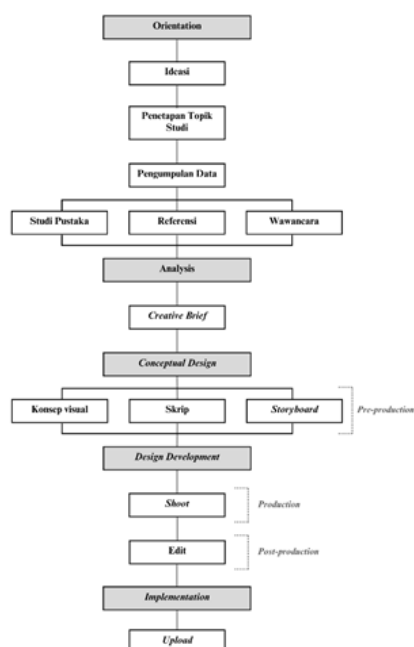 Orientation
Ideasi
Penetapan Topik
Studi
Pengumpulan Data
Studi Pustaka
Referensi
Wawancara
Analysis
Creative Brief
Conceptual Design
Konsep visual
Skrip
Storyboard
Pre-production
Design Development
Shoot
Production
Edit
Post-production
Implementation
Upload